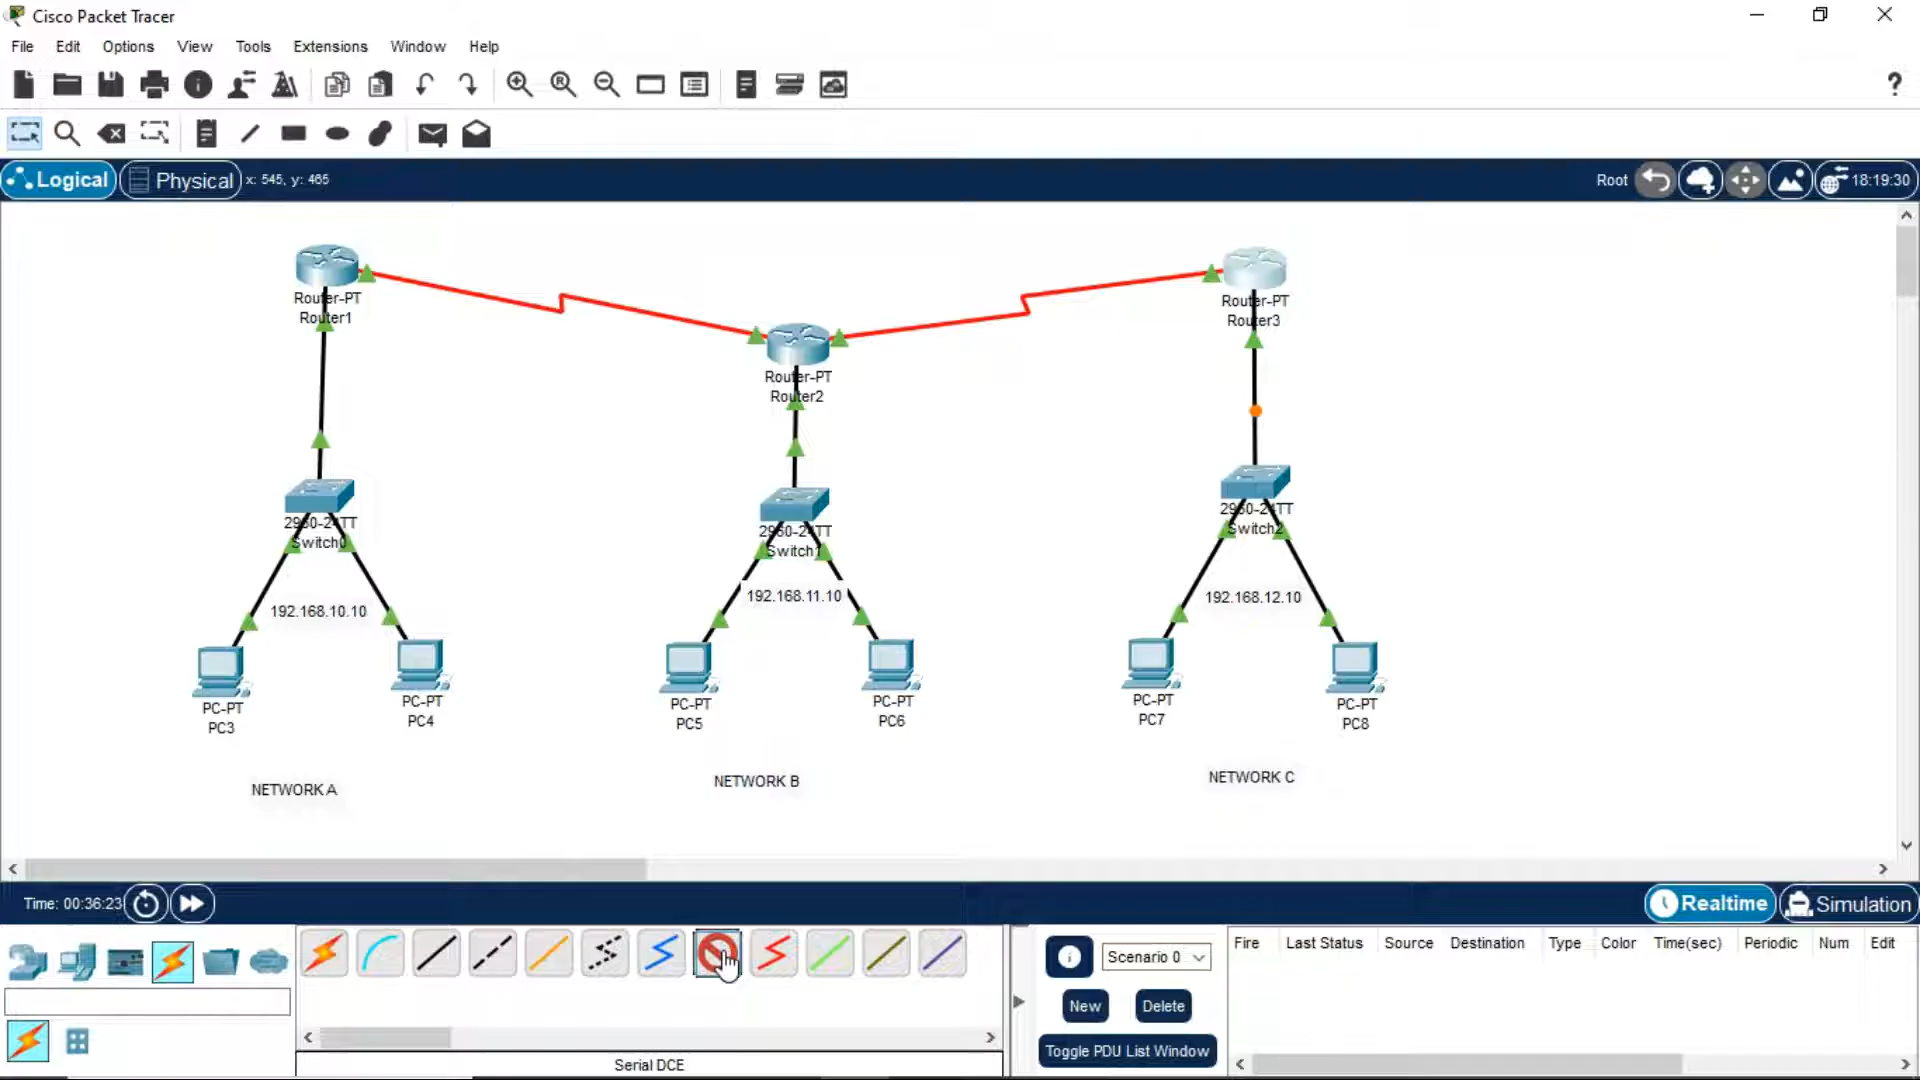 Cisco Packet Tracer
File Edit Options View Tools Extensions Window Help
?
Logical Physical x: 545, y: 465 Root 18:19:30
Router-PT
Router1
Router-PT
Router2
Router-PT
Router3
2950-24TT
Switch0
2950-24TT
Switch1
2950-24TT
Switch2
192.168.10.10
192.168.11.10
192.168.12.10
PC-PT
PC3
PC-PT
PC4
PC-PT
PC5
PC-PT
PC6
PC-PT
PC7
PC-PT
PC8
NETWORK A
NETWORK B
NETWORK C
Time: 00:36:23 Realtime Simulation
Scenario 0
New Delete
Toggle PDU List Window
Fire Last Status Source Destination Type Color Time(sec) Periodic Num Edit
Serial DCE